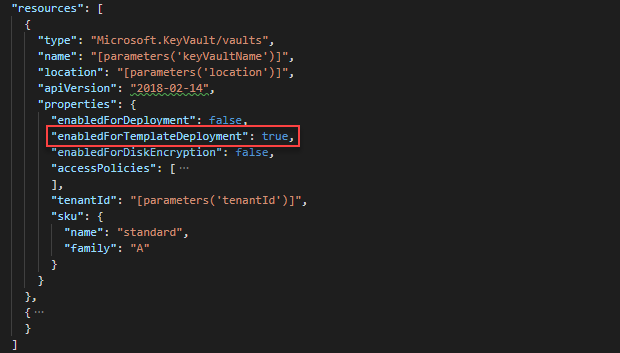 "resources": [
{
"type": "Microsoft.KeyVault/vaults",
"name": "[parameters('keyVaultName')]",
"location": "[parameters('location')]",
"apiVersion": "2018-02-14",
"properties": {
"enabledForDeployment": false,
"enabledForTemplateDeployment": true,
"enabledForDiskEncryption": false,
"accessPolicies": [ ···
],
"tenantId": "[parameters('tenantId')]",
"sku": {
"name": "standard",
"family": "A"
}
}
},
{ ···
}
]